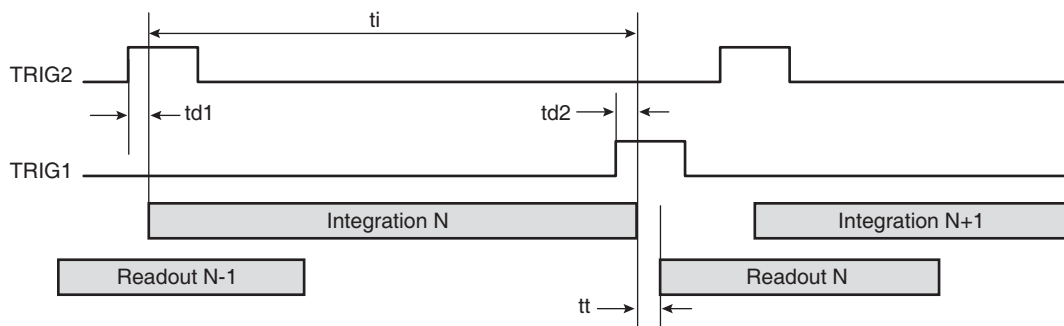 ti
TRIG2
td1
td2
TRIG1
Integration N
Integration N+1
Readout N-1
Readout N
tt